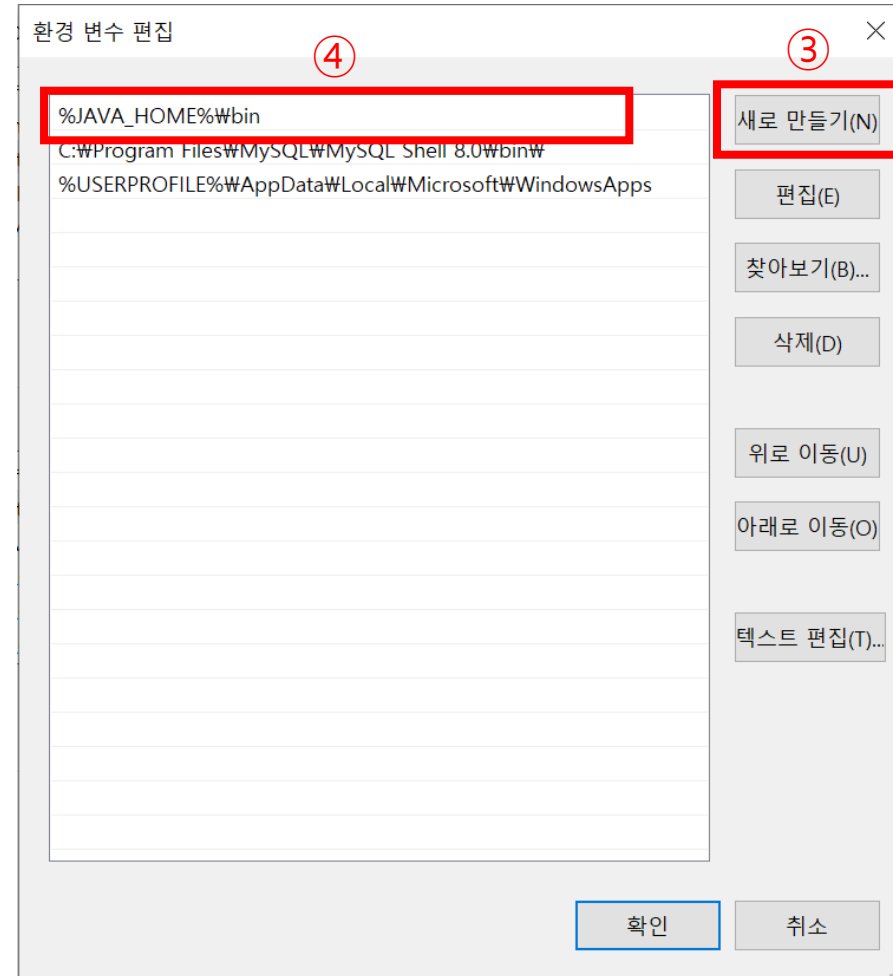 환경 변수 편집
④
③
%JAVA_HOME%₩bin
C:₩Program Files₩MySQL₩MySQL Shell 8.0₩bin₩
%USERPROFILE%₩AppData₩Local₩Microsoft₩WindowsApps
새로 만들기(N)
편집(E)
찾아보기(B)...
삭제(D)
위로 이동(U)
아래로 이동(O)
텍스트 편집(T)...
확인
취소